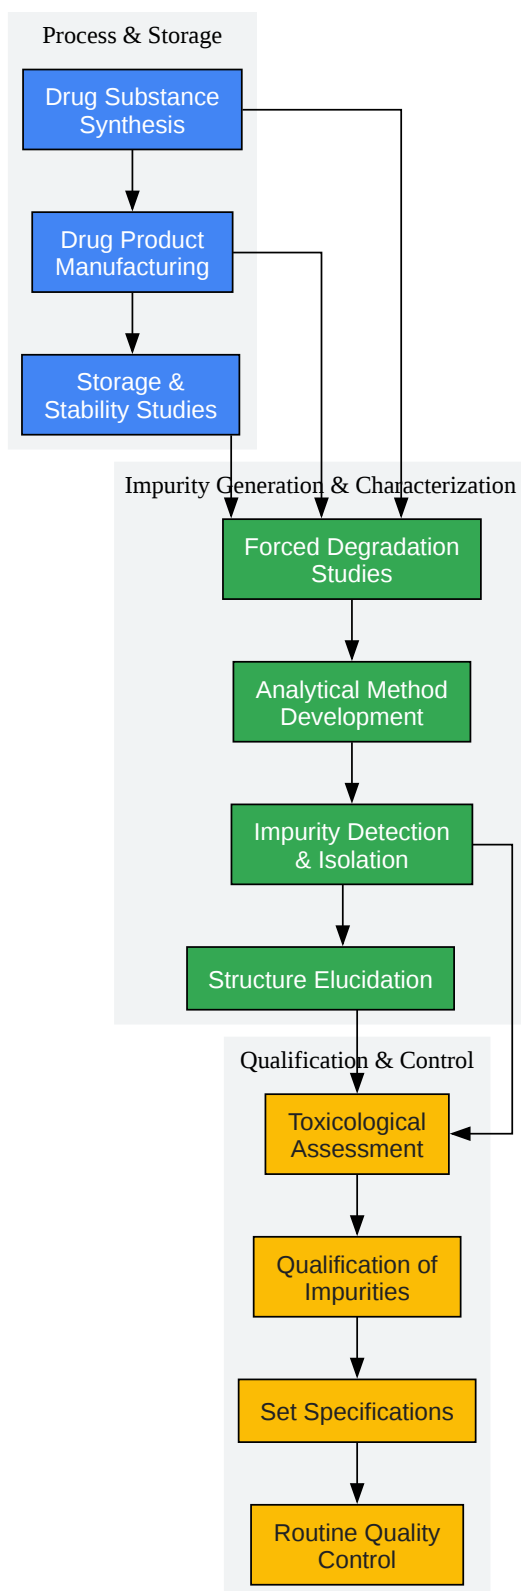 Process & Storage
Drug Substance
Synthesis
Drug Product
Manufacturing
Storage &
Stability Studies
Impurity Generation & Characterization
Forced Degradation
Studies
Analytical Method
Development
Impurity Detection
& Isolation
Structure Elucidation
Qualification & Control
Toxicological
Assessment
Qualification of
Impurities
Set Specifications
Routine Quality
Control